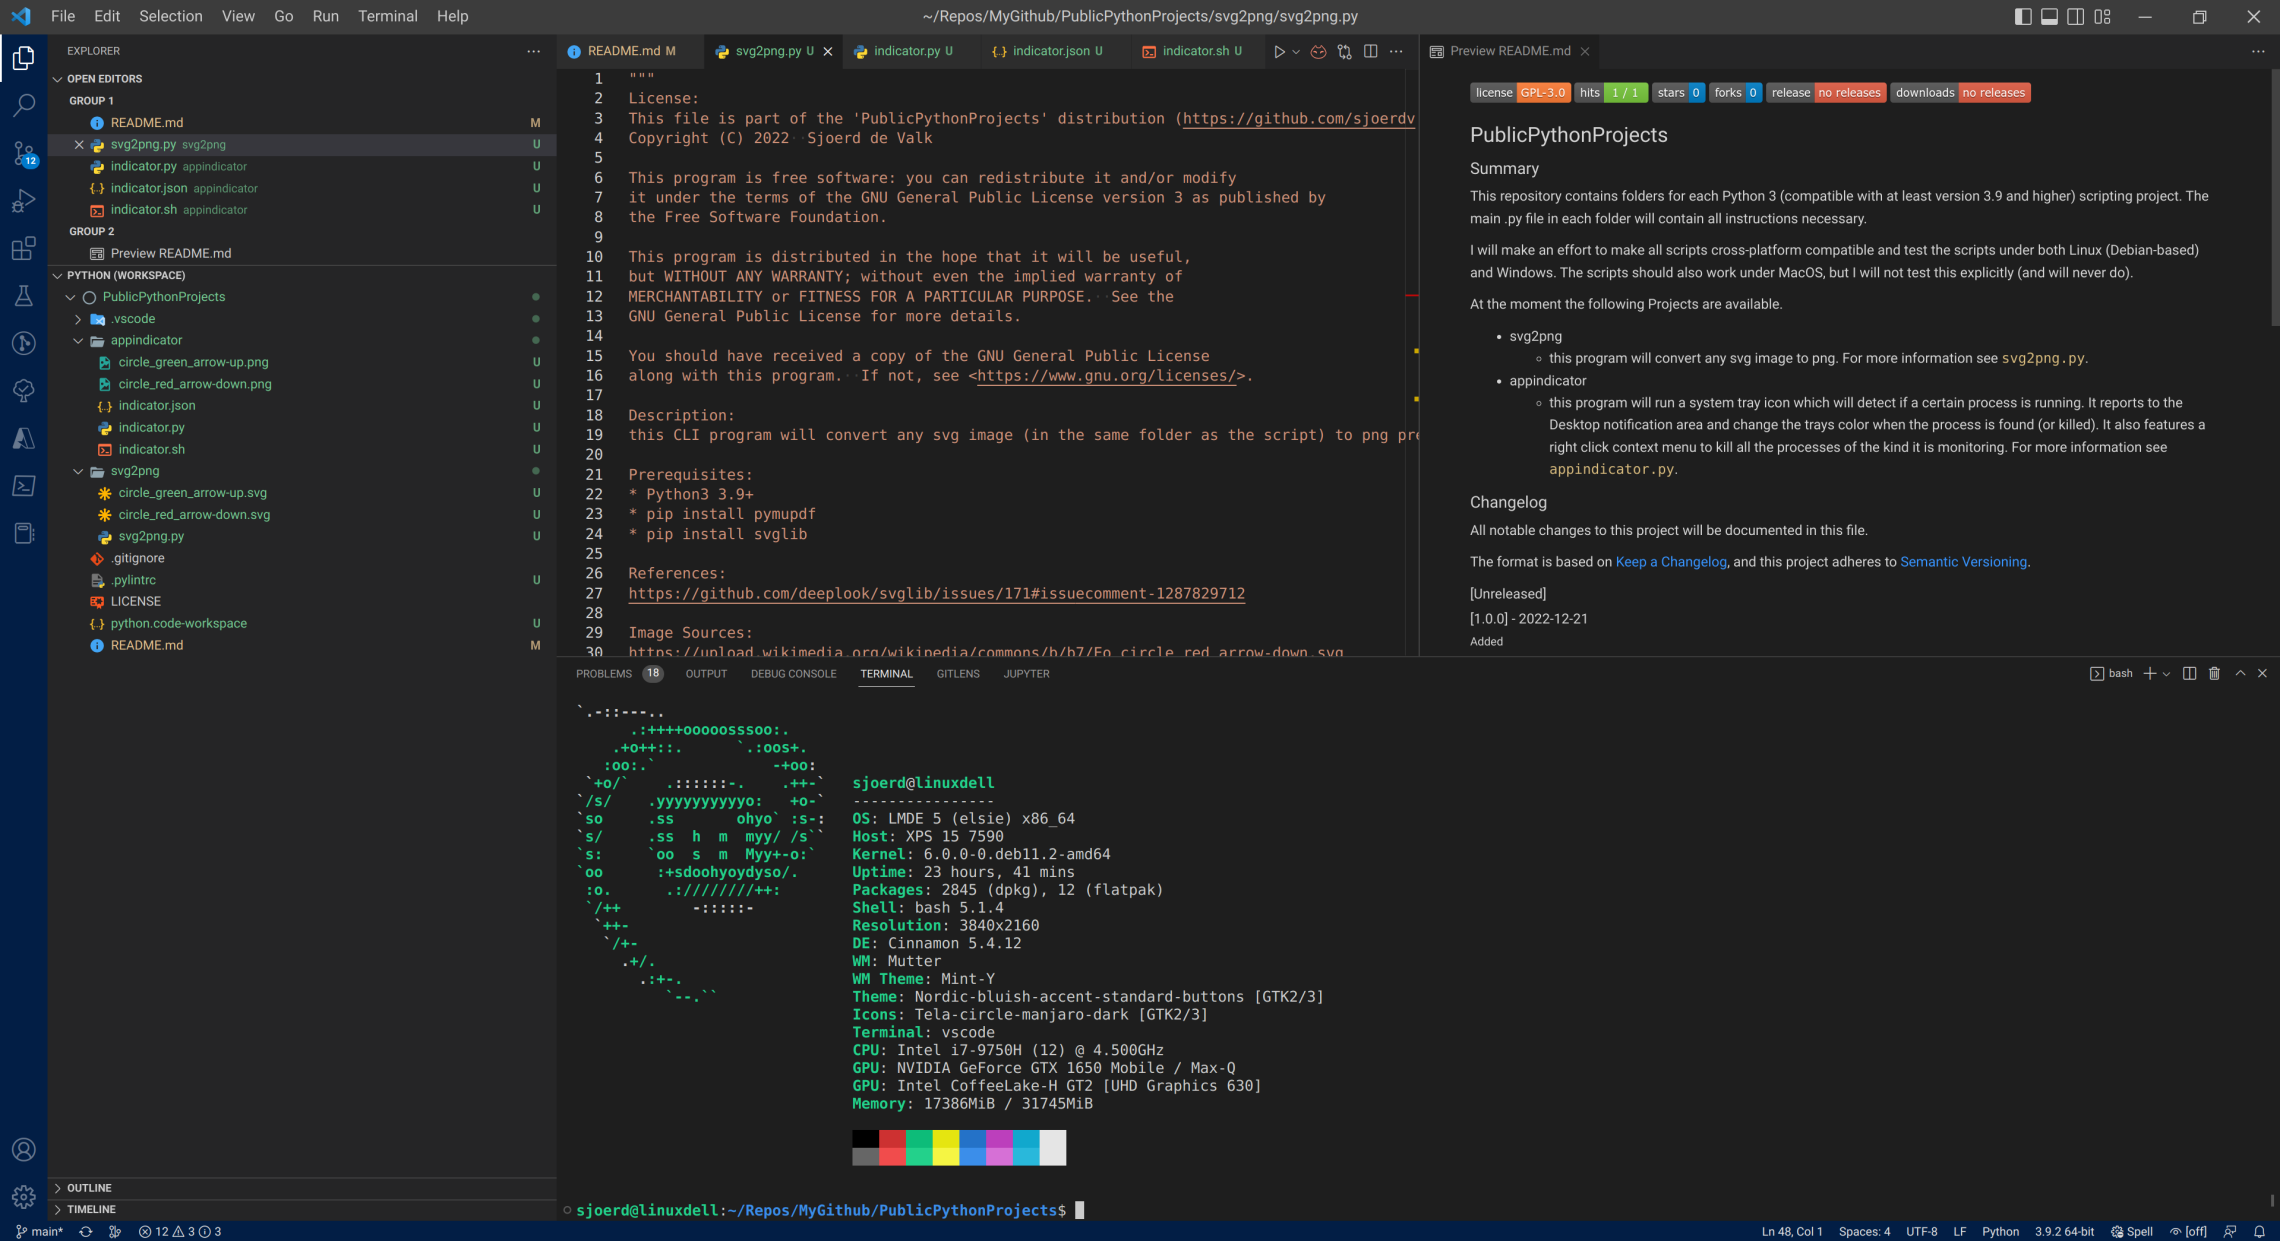 File Edit Selection View Go Run Terminal Help
~/Repos/MyGithub/PublicPythonProjects/svg2png/svg2png.py
EXPLORER
OPEN EDITORS
GROUP 1
README.md M
svg2png.py svg2png U
indicator.py appindicator U
indicator.json appindicator U
indicator.sh appindicator U
GROUP 2
Preview README.md
PYTHON (WORKSPACE)
PublicPythonProjects
.vscode
appindicator
circle_green_arrow-up.png U
circle_red_arrow-down.png U
indicator.json U
indicator.py U
indicator.sh U
svg2png
circle_green_arrow-up.svg U
circle_red_arrow-down.svg U
svg2png.py U
.gitignore
.pylintrc U
LICENSE
python.code-workspace U
README.md M
OUTLINE
TIMELINE
12
README.md M svg2png.py U indicator.py U indicator.json U indicator.sh U
1 """
2 License:
3 This file is part of the 'PublicPythonProjects' distribution (https://github.com/sjoerdv
4 Copyright (C) 2022  Sjoerd de Valk
5
6 This program is free software: you can redistribute it and/or modify
7 it under the terms of the GNU General Public License version 3 as published by
8 the Free Software Foundation.
9
10 This program is distributed in the hope that it will be useful,
11 but WITHOUT ANY WARRANTY; without even the implied warranty of
12 MERCHANTABILITY or FITNESS FOR A PARTICULAR PURPOSE.  See the
13 GNU General Public License for more details.
14
15 You should have received a copy of the GNU General Public License
16 along with this program.  If not, see <https://www.gnu.org/licenses/>.
17
18 Description:
19 this CLI program will convert any svg image (in the same folder as the script) to png pre
20
21 Prerequisites:
22 * Python3 3.9+
23 * pip install pymupdf
24 * pip install svglib
25
26 References:
27 https://github.com/deeplook/svglib/issues/171#issuecomment-1287829712
28
29 Image Sources:
30 https://upload.wikimedia.org/wikipedia/commons/b/b7/Eo_circle_red_arrow-down.svg
Preview README.md
license GPL-3.0 hits 1 / 1 stars 0 forks 0 release no releases downloads no releases
PublicPythonProjects
Summary
This repository contains folders for each Python 3 (compatible with at least version 3.9 and higher) scripting project. The
main .py file in each folder will contain all instructions necessary.
I will make an effort to make all scripts cross-platform compatible and test the scripts under both Linux (Debian-based)
and Windows. The scripts should also work under MacOS, but I will not test this explicitly (and will never do).
At the moment the following Projects are available.
• svg2png
◦ this program will convert any svg image to png. For more information see svg2png.py.
• appindicator
◦ this program will run a system tray icon which will detect if a certain process is running. It reports to the
Desktop notification area and change the trays color when the process is found (or killed). It also features a
right click context menu to kill all the processes of the kind it is monitoring. For more information see
appindicator.py.
Changelog
All notable changes to this project will be documented in this file.
The format is based on Keep a Changelog, and this project adheres to Semantic Versioning.
[Unreleased]
[1.0.0] - 2022-12-21
Added
PROBLEMS 18 OUTPUT DEBUG CONSOLE TERMINAL GITLENS JUPYTER
bash
`.-::---..
.:++++ooooosssoo:.
.+o++::.      `.:oos+.
:oo:.`             -+oo:
`+o/`    .::::::-.    .++-`
`/s/    .yyyyyyyyyyo:   +o-`
`so     .ss       ohyo` :s-:
`s/     .ss  h  m  myy/ /s``
`s:     `oo  s  m  Myy+-o:`
`oo      :+sdoohyoydyso/.
:o.      .:////////++:
`/++        -:::::-
`++-
`/+-
.+/.
.:+-.
`--.``
sjoerd@linuxdell
----------------
OS: LMDE 5 (elsie) x86_64
Host: XPS 15 7590
Kernel: 6.0.0-0.deb11.2-amd64
Uptime: 23 hours, 41 mins
Packages: 2845 (dpkg), 12 (flatpak)
Shell: bash 5.1.4
Resolution: 3840x2160
DE: Cinnamon 5.4.12
WM: Mutter
WM Theme: Mint-Y
Theme: Nordic-bluish-accent-standard-buttons [GTK2/3]
Icons: Tela-circle-manjaro-dark [GTK2/3]
Terminal: vscode
CPU: Intel i7-9750H (12) @ 4.500GHz
GPU: NVIDIA GeForce GTX 1650 Mobile / Max-Q
GPU: Intel CoffeeLake-H GT2 [UHD Graphics 630]
Memory: 17386MiB / 31745MiB
sjoerd@linuxdell:~/Repos/MyGithub/PublicPythonProjects$
main* 12 3 3 Ln 48, Col 1 Spaces: 4 UTF-8 LF Python 3.9.2 64-bit Spell [off]